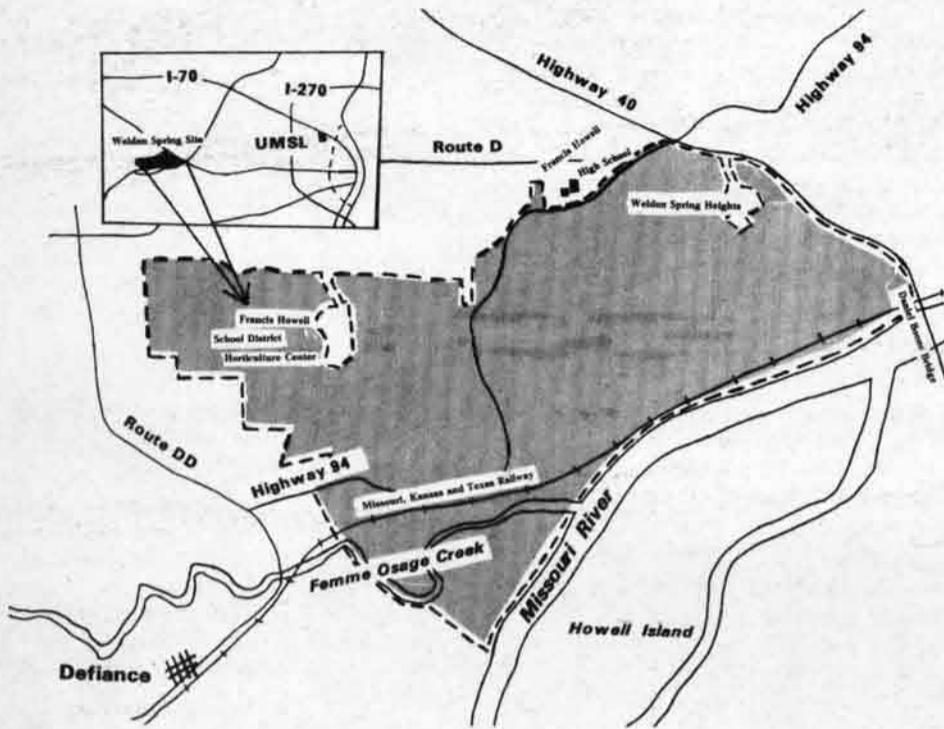 I-70
I-270
Weldon Spring Site
UMSL
Highway 40
Highway 94
Route D
Francis Howell
High School
Weldon Spring Heights
Daniel Boone Bridge
Francis Howell
School District
Horticulture Center
Route DD
Highway 94
Missouri, Kansas and Texas Railway
Femme Osage Creek
Missouri River
Howell Island
Defiance